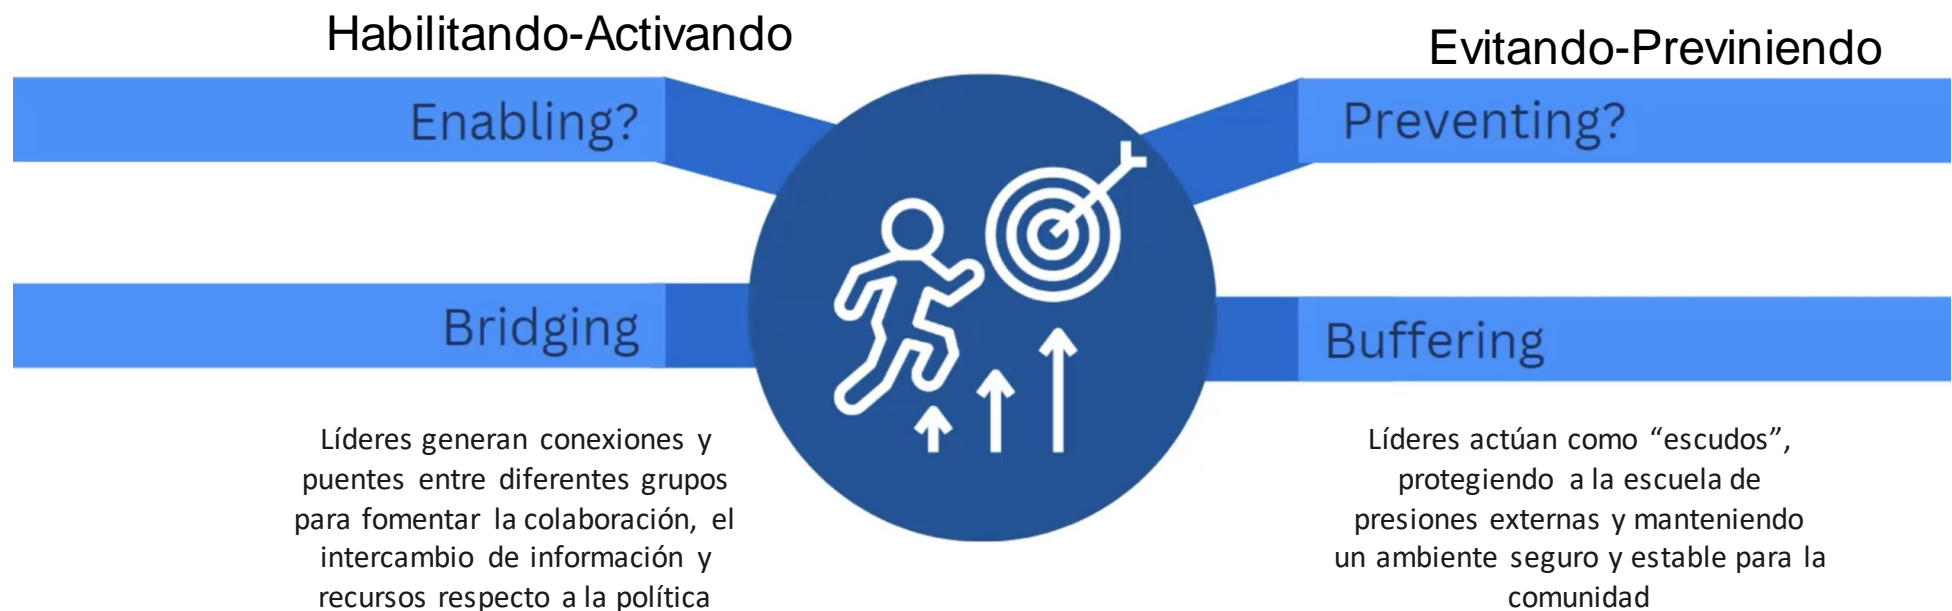 Habilitando-Activando
Evitando-Previniendo
Enabling?
Preventing?
Bridging
Buffering
Líderes generan conexiones y
puentes entre diferentes grupos
para fomentar la colaboración, el
intercambio de información y
recursos respecto a la política
Líderes actúan como “escudos”,
protegiendo a la escuela de
presiones externas y manteniendo
un ambiente seguro y estable para la
comunidad